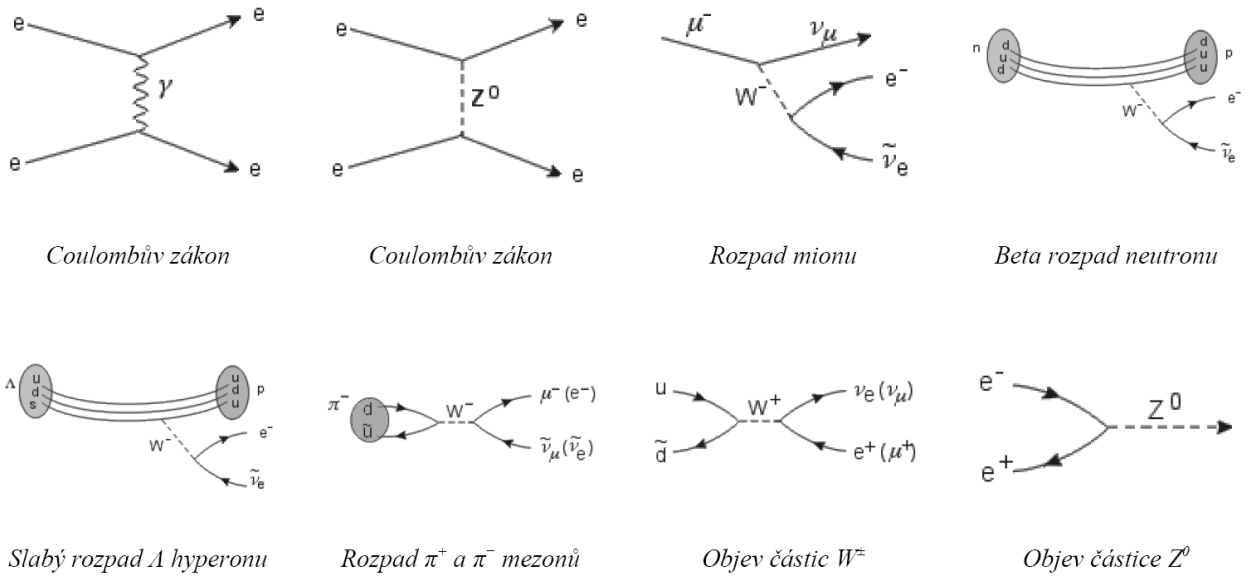 e e
γ
e e
e e
Z⁰
e e
μ⁻ ν_μ
W⁻ e⁻
ν̃_e
n d u d d u u p
W⁻ e⁻
ν̃_e
Coulombův zákon
Coulombův zákon
Rozpad mionu
Beta rozpad neutronu
Λ u d s u d u p
W⁻ e⁻
ν̃_e
π⁻ d ũ W⁻ μ⁻(e⁻)
ν̃_μ(ν̃_e)
u W⁺ ν_e(ν_μ)
d̃ e⁺(μ⁺)
e⁻ Z⁰
e⁺
Slabý rozpad Λ hyperonu
Rozpad π⁺ a π⁻ mezonů
Objev částic W±
Objev částice Z⁰